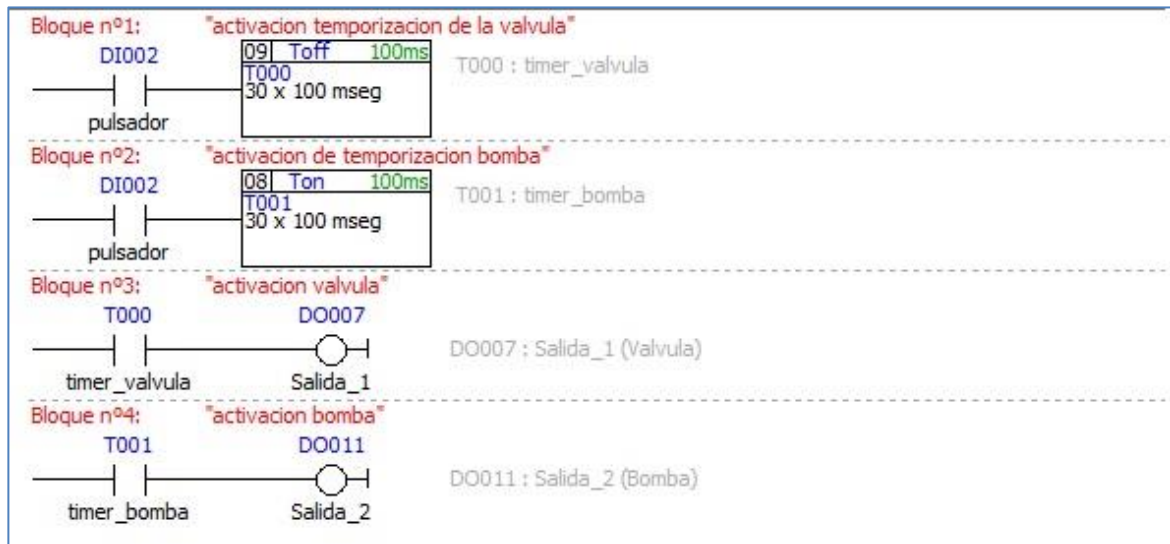 Bloque nº1: "activacion temporizacion de la valvula"
DI002 09 Toff 100ms
T000 T000 : timer_valvula
30 x 100 mseg
pulsador
Bloque nº2: "activacion de temporizacion bomba"
DI002 08 Ton 100ms
T001 T001 : timer_bomba
30 x 100 mseg
pulsador
Bloque nº3: "activacion valvula"
T000 DO007
DO007 : Salida_1 (Valvula)
timer_valvula Salida_1
Bloque nº4: "activacion bomba"
T001 DO011
DO011 : Salida_2 (Bomba)
timer_bomba Salida_2